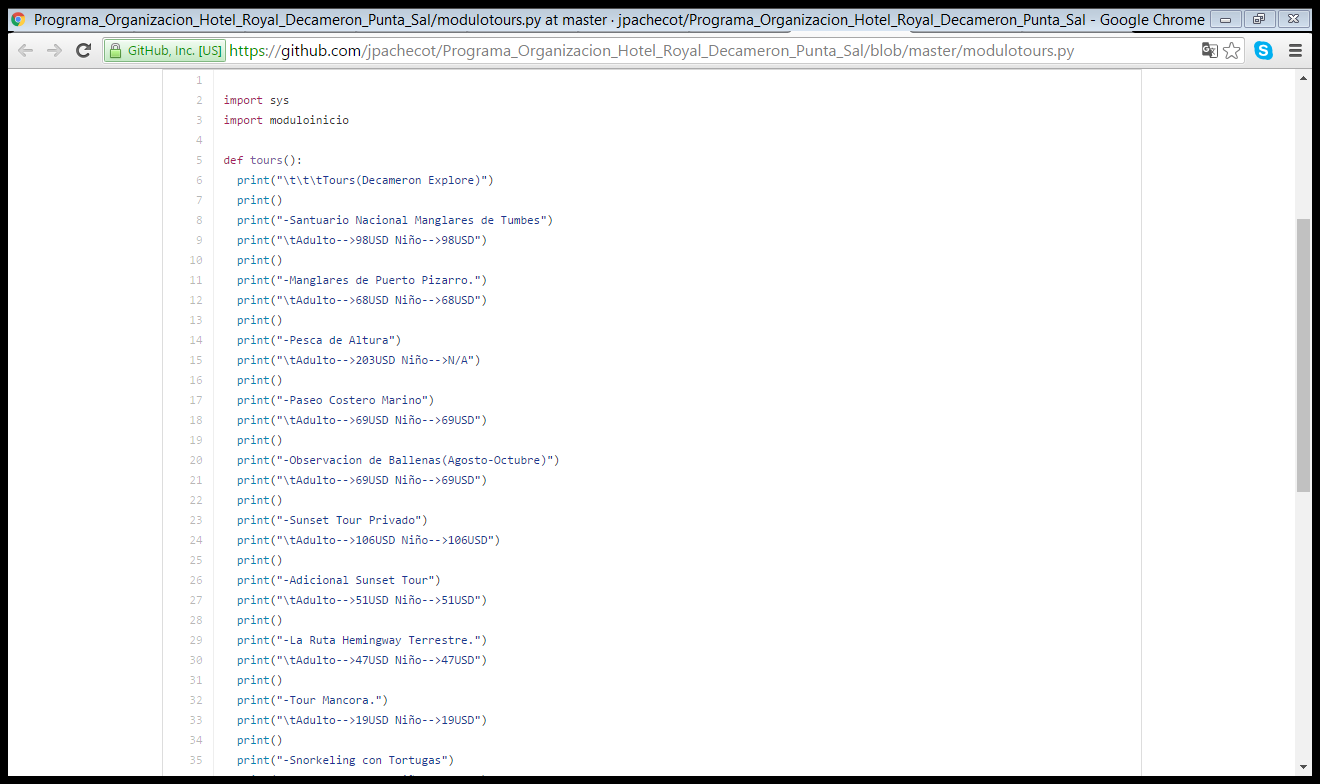 Programa_Organizacion_Hotel_Royal_Decameron_Punta_Sal/modulotours.py at master · jpachecot/Programa_Organizacion_Hotel_Royal_Decameron_Punta_Sal - Google Chrome
GitHub, Inc. [US] https://github.com/jpachecot/Programa_Organizacion_Hotel_Royal_Decameron_Punta_Sal/blob/master/modulotours.py
1
2 import sys
3 import moduloinicio
4
5 def tours():
6 print("\t\t\tTours(Decameron Explore)")
7 print()
8 print("-Santuario Nacional Manglares de Tumbes")
9 print("\tAdulto-->98USD Niño-->98USD")
10 print()
11 print("-Manglares de Puerto Pizarro.")
12 print("\tAdulto-->68USD Niño-->68USD")
13 print()
14 print("-Pesca de Altura")
15 print("\tAdulto-->203USD Niño-->N/A")
16 print()
17 print("-Paseo Costero Marino")
18 print("\tAdulto-->69USD Niño-->69USD")
19 print()
20 print("-Observacion de Ballenas(Agosto-Octubre)")
21 print("\tAdulto-->69USD Niño-->69USD")
22 print()
23 print("-Sunset Tour Privado")
24 print("\tAdulto-->106USD Niño-->106USD")
25 print()
26 print("-Adicional Sunset Tour")
27 print("\tAdulto-->51USD Niño-->51USD")
28 print()
29 print("-La Ruta Hemingway Terrestre.")
30 print("\tAdulto-->47USD Niño-->47USD")
31 print()
32 print("-Tour Mancora.")
33 print("\tAdulto-->19USD Niño-->19USD")
34 print()
35 print("-Snorkeling con Tortugas")